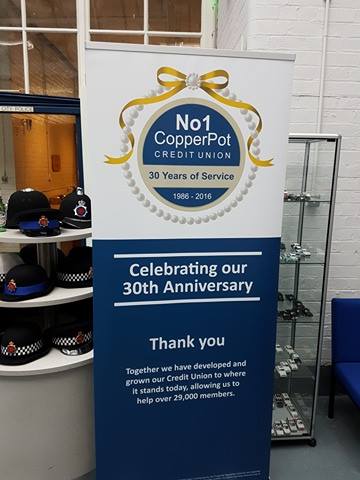 CITY POLICE
No1
CopperPot
CREDIT UNION
30 Years of Service
1986 - 2016
Celebrating our
30th Anniversary
Thank you
Together we have developed and
grown our Credit Union to where
it stands today, allowing us to
help over 29,000 members.